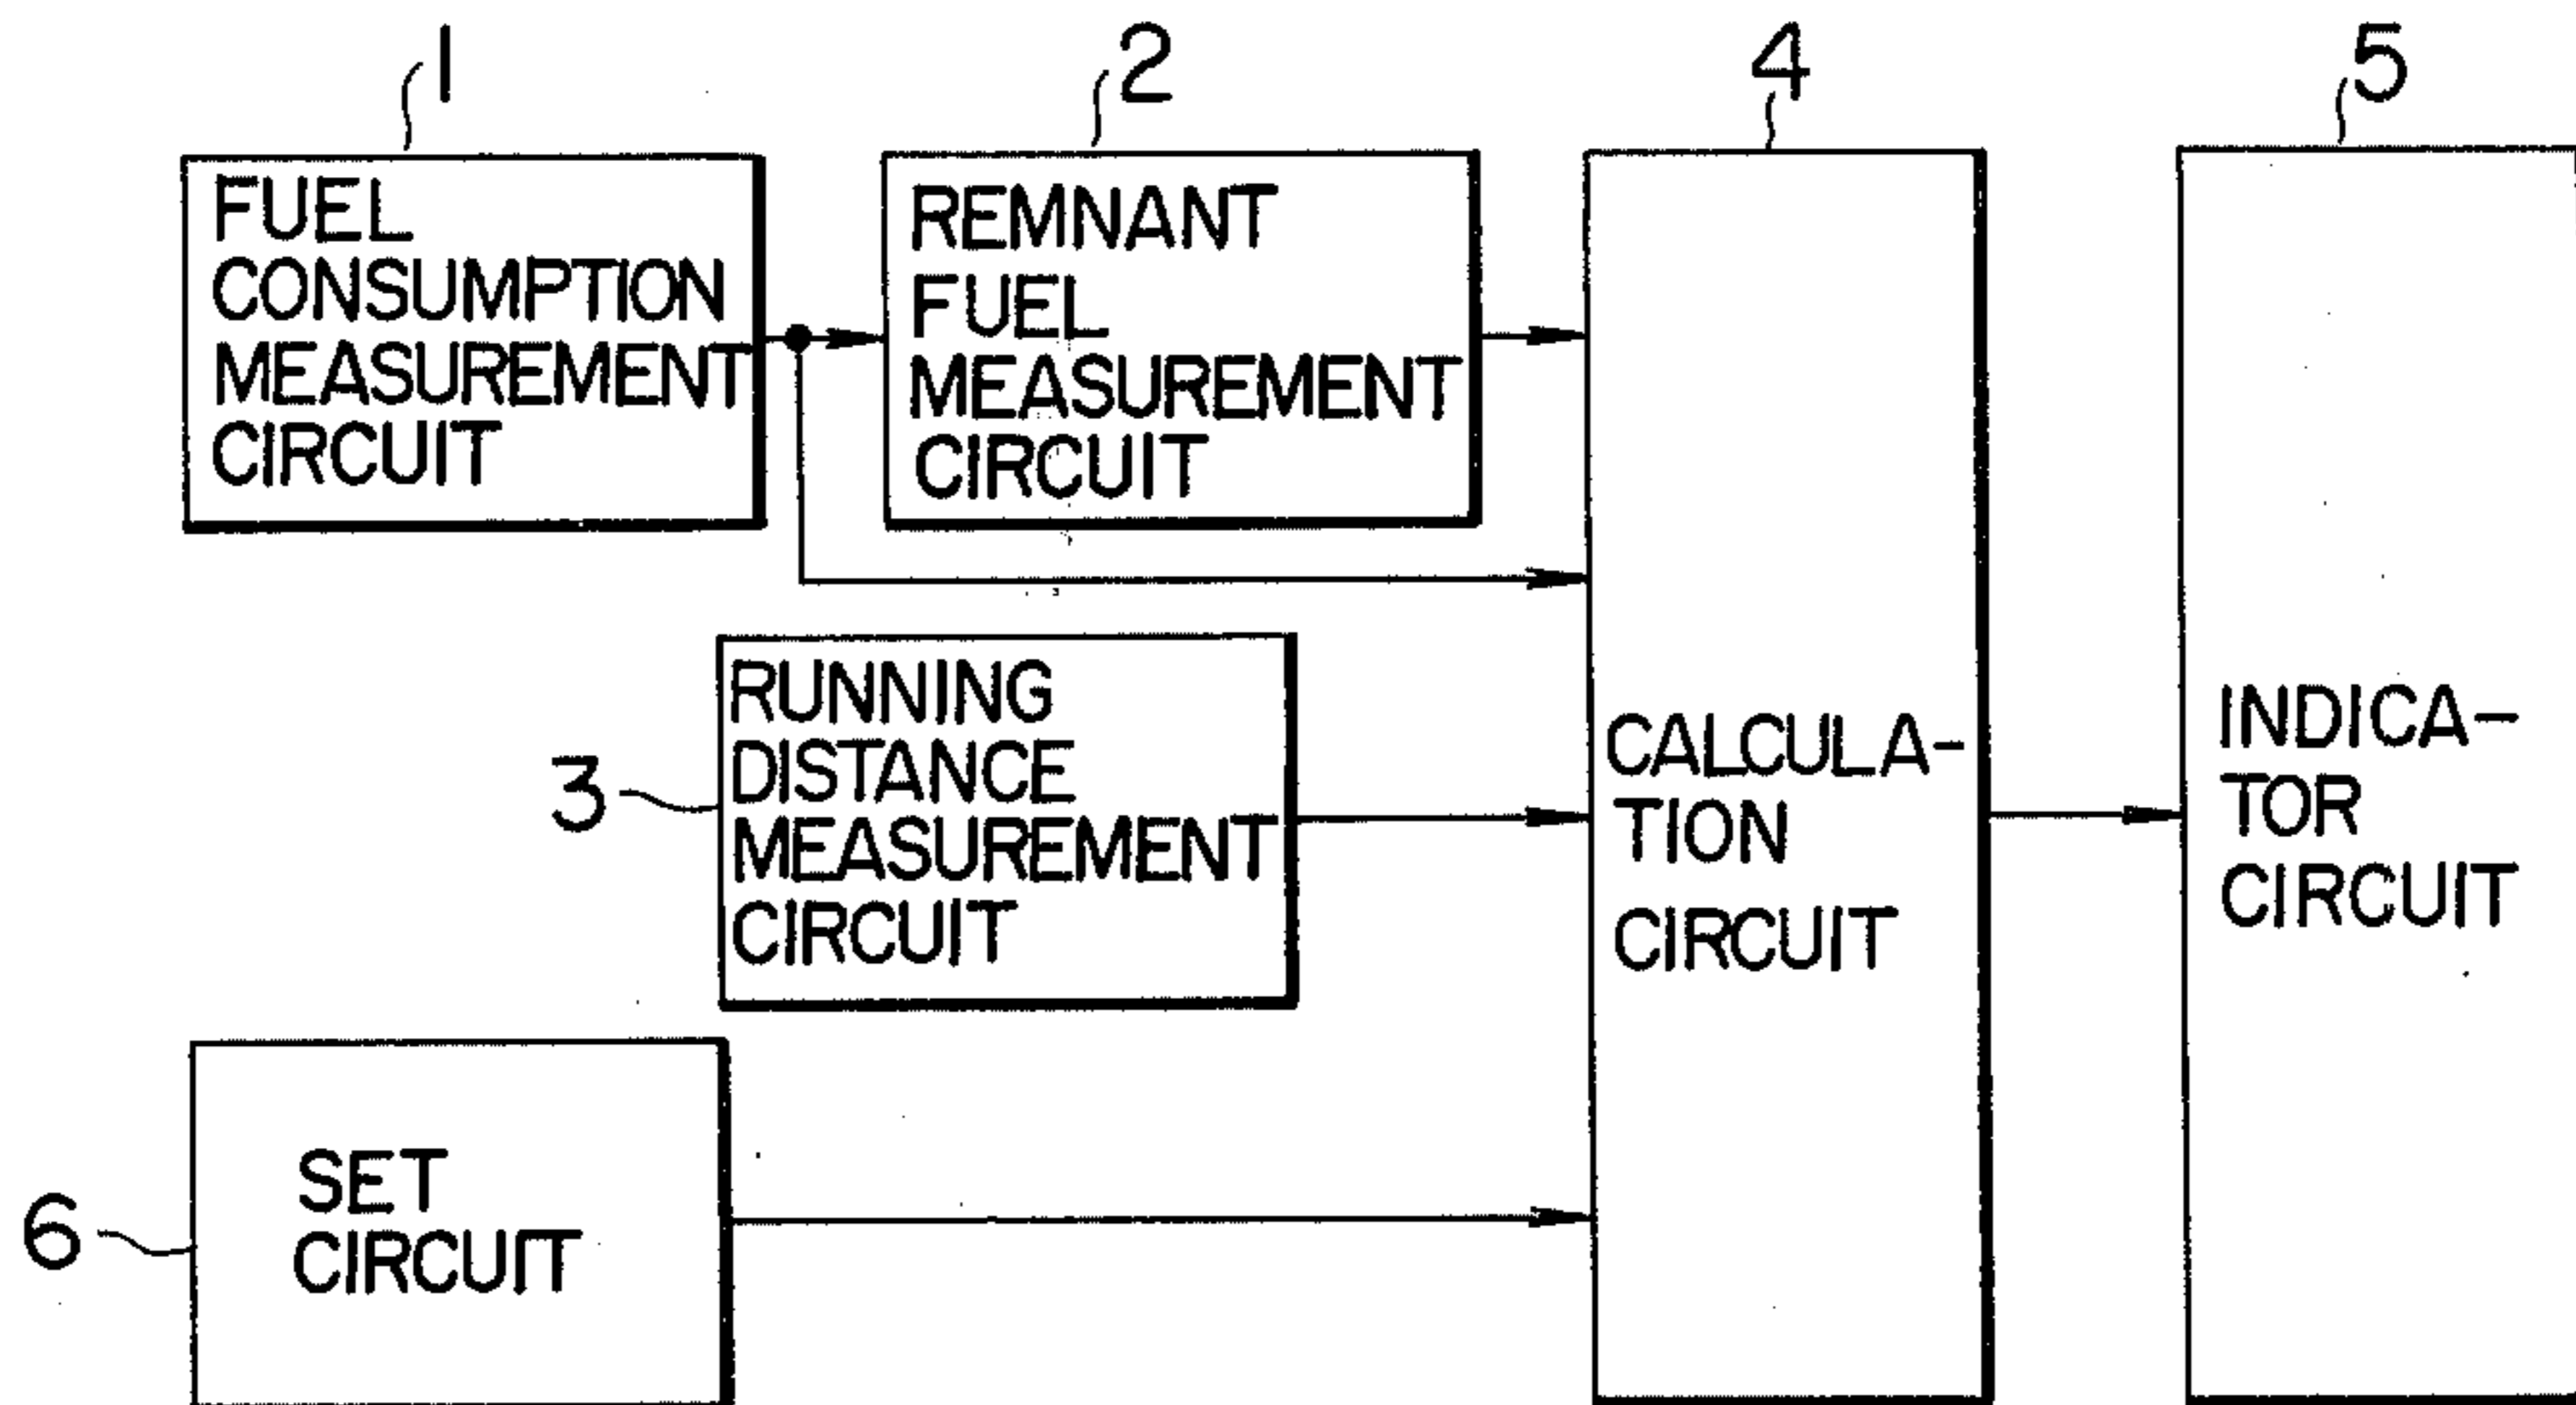 1
2
4
5
FUEL
CONSUMPTION
MEASUREMENT
CIRCUIT
REMNANT
FUEL
MEASUREMENT
CIRCUIT
3
RUNNING
DISTANCE
MEASUREMENT
CIRCUIT
CALCULA-
TION
CIRCUIT
INDICA-
TOR
CIRCUIT
6
SET
CIRCUIT